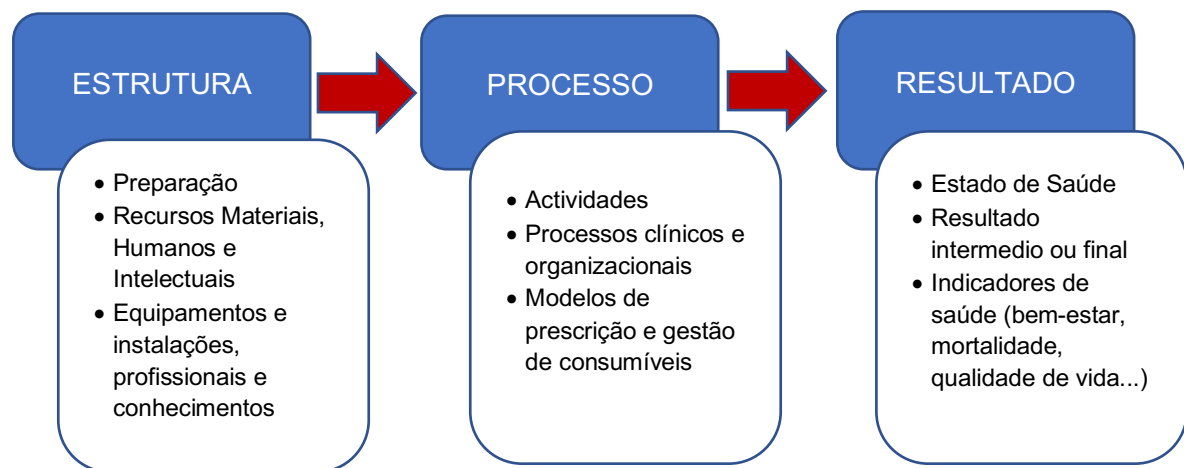 ESTRUTURA
• Preparação
• Recursos Materiais,
Humanos e
Intelectuais
• Equipamentos e
instalações,
profissionais e
conhecimentos
PROCESSO
• Actividades
• Processos clínicos e
organizacionais
• Modelos de
prescrição e gestão
de consumíveis
RESULTADO
• Estado de Saúde
• Resultado
intermedio ou final
• Indicadores de
saúde (bem-estar,
mortalidade,
qualidade de vida...)